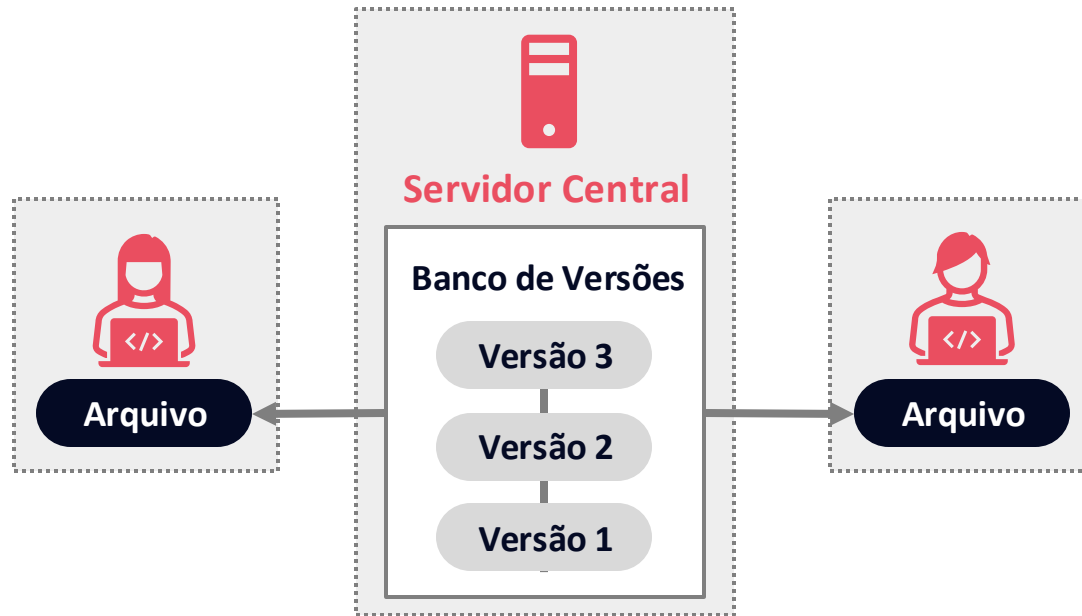 Servidor Central
Banco de Versões
Versão 3
Versão 2
Versão 1
</>
Arquivo
</>
Arquivo